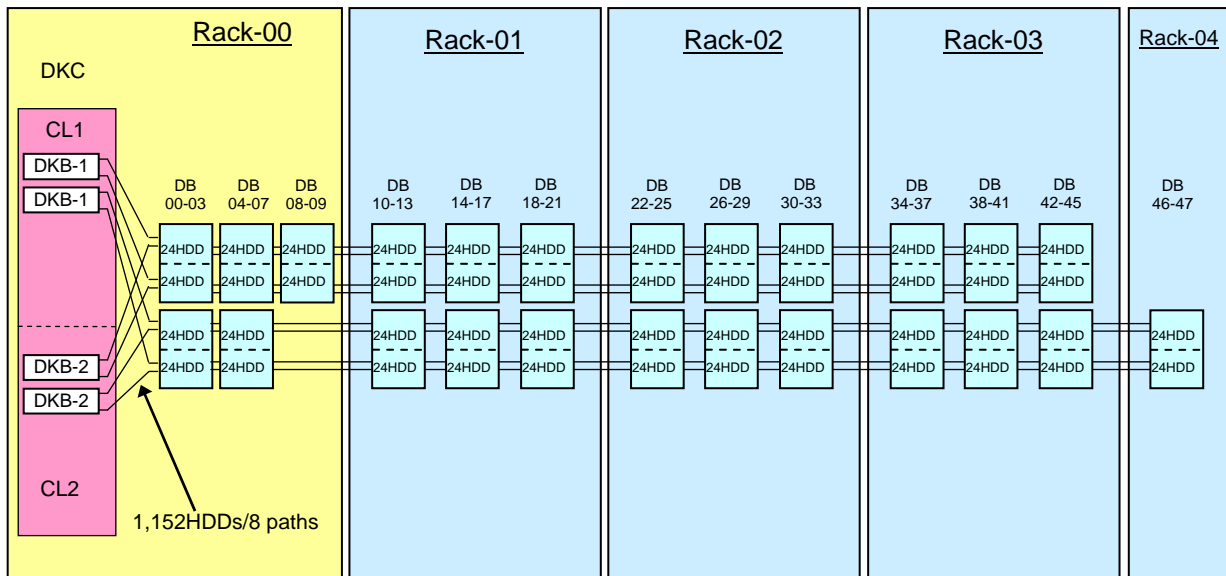 Rack-00
Rack-01
Rack-02
Rack-03
Rack-04
DKC
CL1
DKB-1
DKB-1
DKB-2
DKB-2
CL2
1,152HDDs/8 paths
DB
00-03
DB
04-07
DB
08-09
DB
10-13
DB
14-17
DB
18-21
DB
22-25
DB
26-29
DB
30-33
DB
34-37
DB
38-41
DB
42-45
DB
46-47
24HDD 24HDD 24HDD 24HDD 24HDD 24HDD 24HDD 24HDD 24HDD 24HDD 24HDD 24HDD
24HDD 24HDD 24HDD 24HDD 24HDD 24HDD 24HDD 24HDD 24HDD 24HDD 24HDD 24HDD
24HDD 24HDD 24HDD 24HDD 24HDD 24HDD 24HDD 24HDD 24HDD 24HDD 24HDD 24HDD
24HDD 24HDD 24HDD 24HDD 24HDD 24HDD 24HDD 24HDD 24HDD 24HDD 24HDD 24HDD